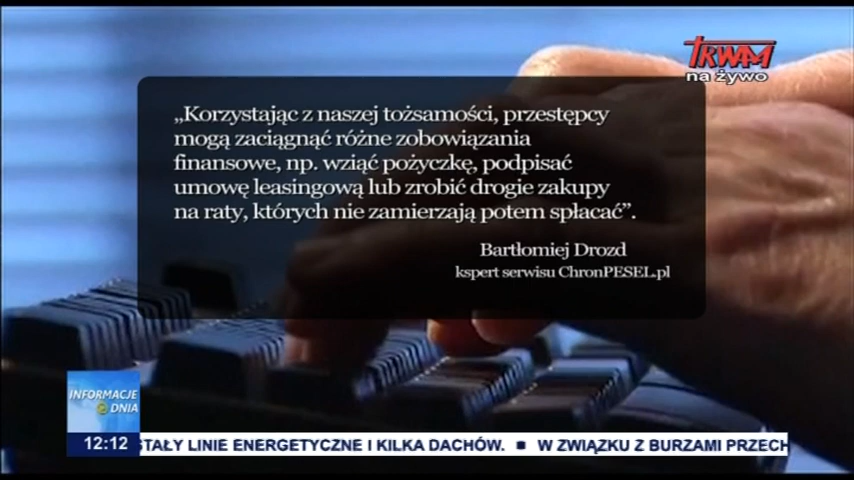 TRWAM
na żywo
„Korzystając z naszej tożsamości, przestępcy
mogą zaciągnąć różne zobowiązania
finansowe, np. wziąć pożyczkę, podpisać
umowę leasingową lub zrobić drogie zakupy
na raty, których nie zamierzają potem spłacać”.
Bartłomiej Drozd
kspert serwisu ChronPESEL.pl
INFORMACJE
DNIA
12:12 STAŁY LINIE ENERGETYCZNE I KILKA DACHÓW. ■ W ZWIĄZKU Z BURZAMI PRZECH